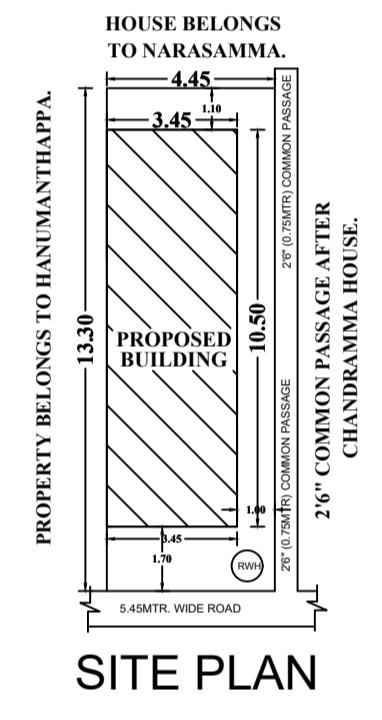 HOUSE BELONGS
TO NARASAMMA.
4.45
1.10
3.45
PROPERTY BELONGS TO HANUMANTHAPPA.
13.30
PROPOSED
BUILDING
10.50
2'6" (0.75MTR) COMMON PASSAGE
2'6" (0.75MTR) COMMON PASSAGE
2'6" COMMON PASSAGE AFTER
CHANDRAMMA HOUSE.
1.00
3.45
1.70
RWH
5.45MTR. WIDE ROAD
SITE PLAN